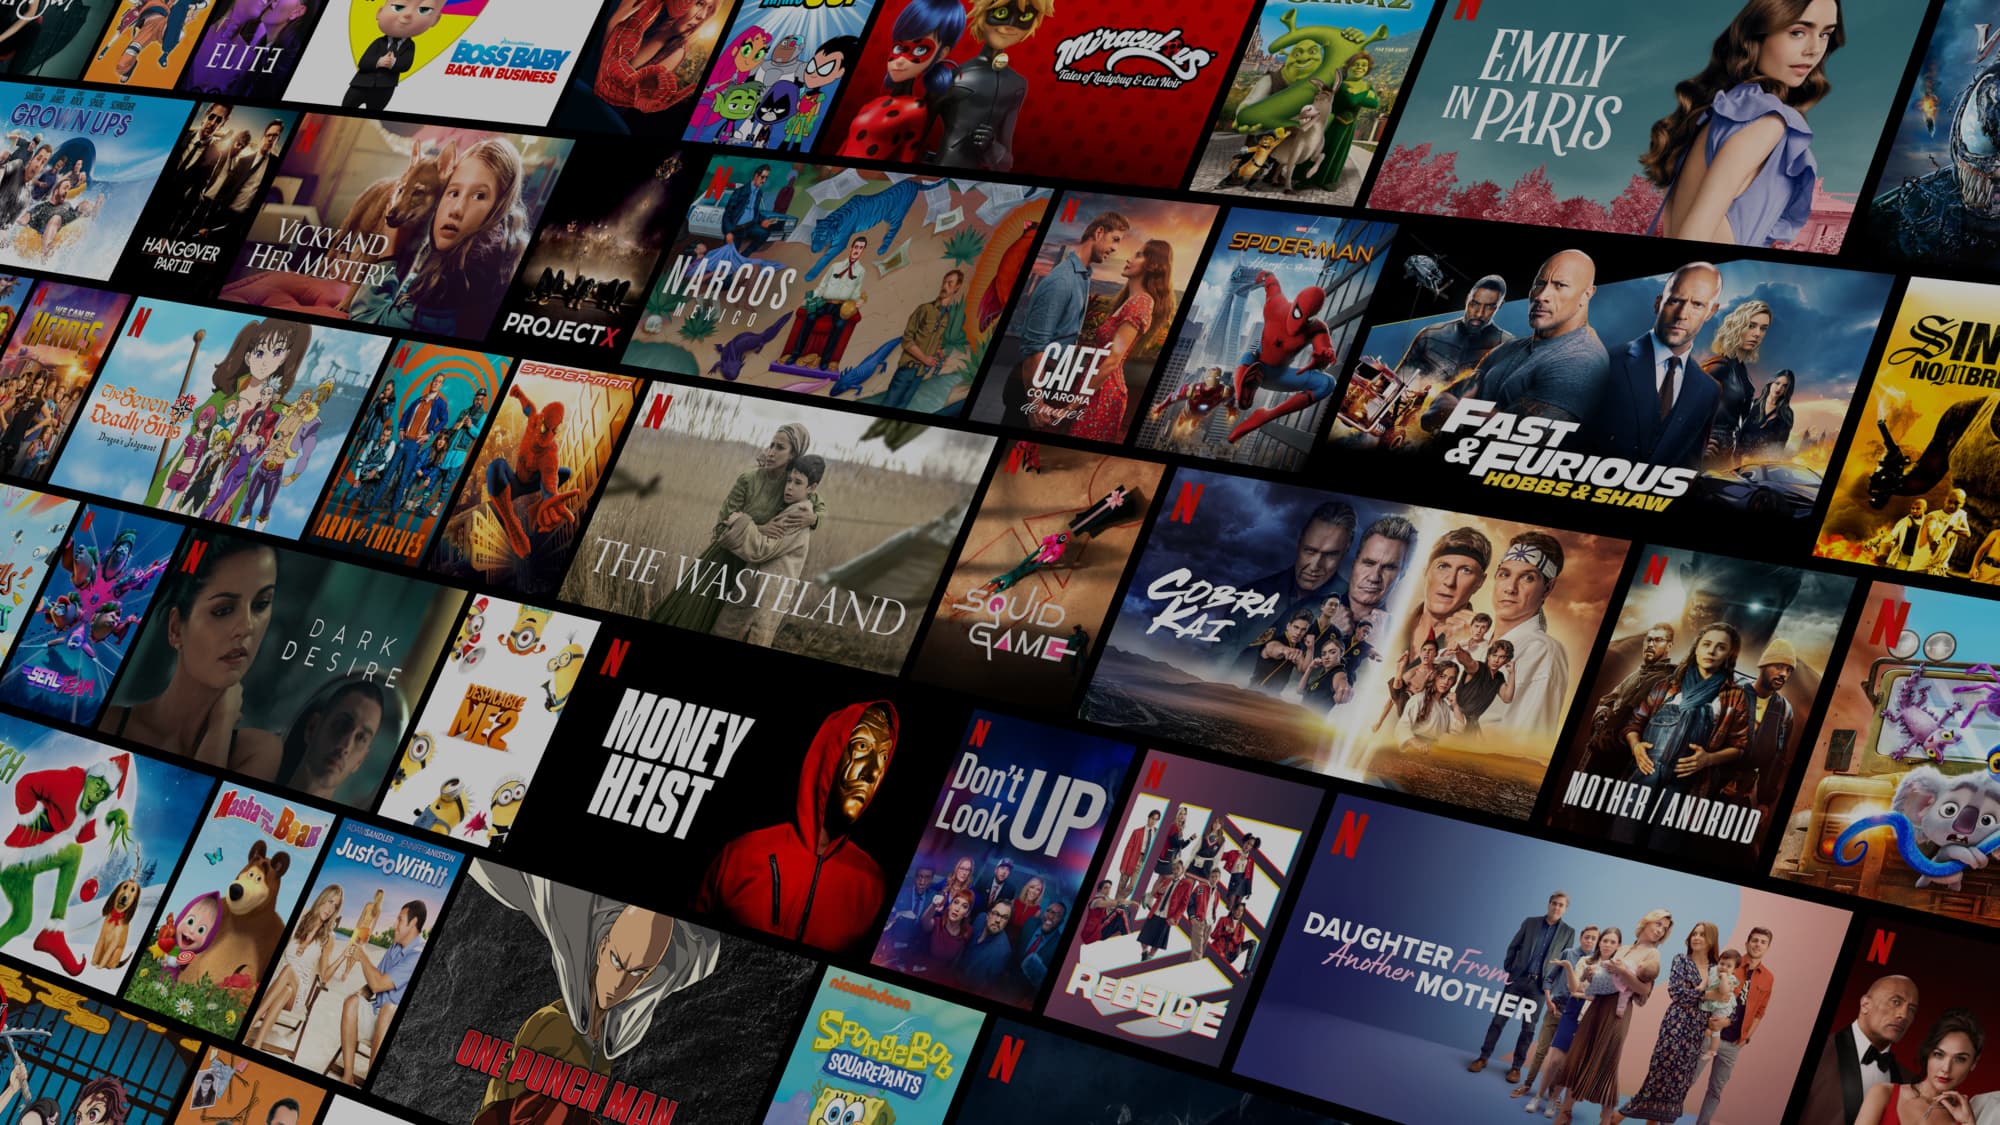 ELITE
THE
BOSS BABY
BACK IN BUSINESS
Miraculous
Tales of Ladybug & Cat Noir
SHREK 2
EMILY
IN PARIS
GROWN UPS
THE
HANGOVER
PART III
VICKY AND
HER MYSTERY
PROJECT X
NARCOS
MEXICO
CAFÉ
CON AROMA
de mujer
SPIDER-MAN
FAST
& FURIOUS
HOBBS & SHAW
SIN
NOMBRE
WE CAN BE
HEROES
The Seven
Deadly Sins
Dragon's Judgement
ARMY OF THIEVES
SPIDER-MAN
THE WASTELAND
SQUID
GAME
COBRA
KAI
MOTHER/ANDROID
SEAL TEAM
DARK
DESIRE
DESPICABLE
ME 2
MONEY
HEIST
Don't
Look UP
REBELDE
DAUGHTER From
Another MOTHER
Masha and The Bear
ADAM SANDLER JENNIFER ANISTON
Just Go With It
ONE PUNCH MAN
nickelodeon
SpongeBob
SQUAREPANTS